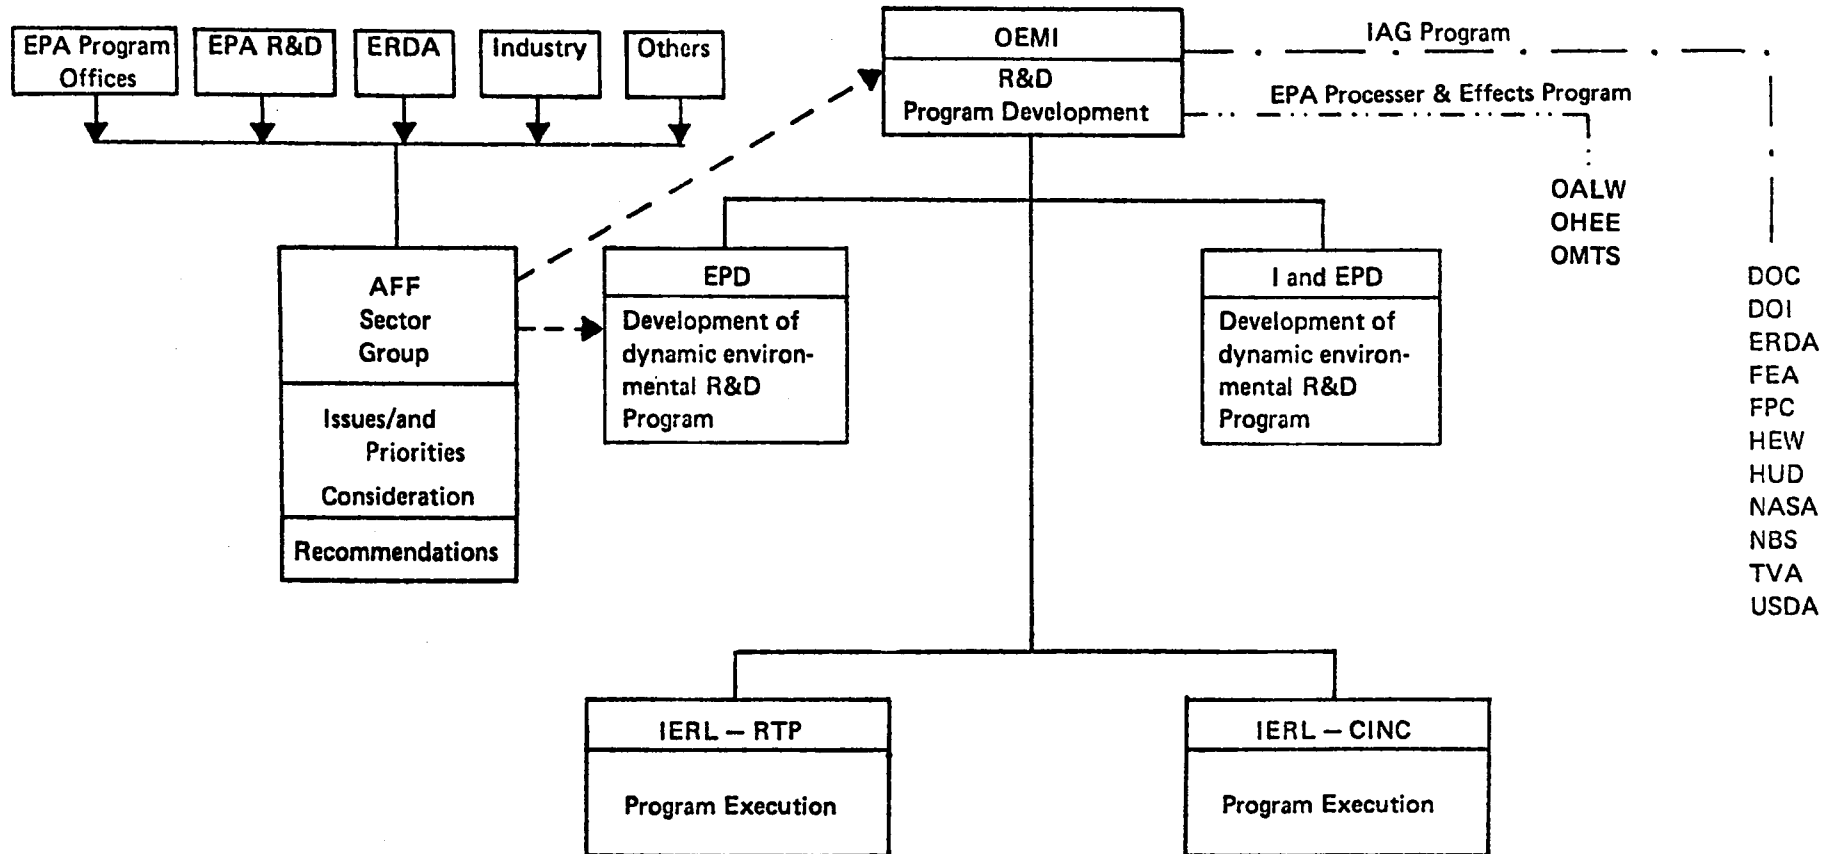 EPA Program
Offices
EPA R&D
ERDA
Industry
Others
OEMI
R&D
Program Development
IAG Program
EPA Processer & Effects Program
OALW
OHEE
OMTS
DOC
DOI
ERDA
FEA
FPC
HEW
HUD
NASA
NBS
TVA
USDA
AFF
Sector
Group
Issues/and
Priorities
Consideration
Recommendations
EPD
Development of
dynamic environ-
mental R&D
Program
I and EPD
Development of
dynamic environ-
mental R&D
Program
IERL – RTP
Program Execution
IERL – CINC
Program Execution